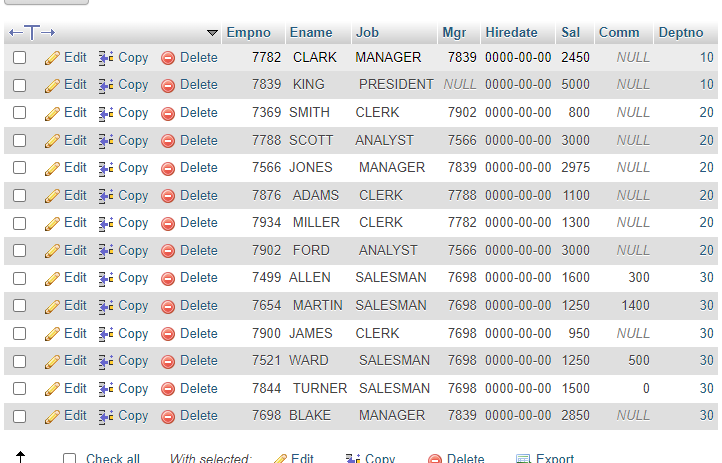 Empno Ename Job Mgr Hiredate Sal Comm Deptno
Edit Copy Delete 7782 CLARK MANAGER 7839 0000-00-00 2450 NULL 10
Edit Copy Delete 7839 KING PRESIDENT NULL 0000-00-00 5000 NULL 10
Edit Copy Delete 7369 SMITH CLERK 7902 0000-00-00 800 NULL 20
Edit Copy Delete 7788 SCOTT ANALYST 7566 0000-00-00 3000 NULL 20
Edit Copy Delete 7566 JONES MANAGER 7839 0000-00-00 2975 NULL 20
Edit Copy Delete 7876 ADAMS CLERK 7788 0000-00-00 1100 NULL 20
Edit Copy Delete 7934 MILLER CLERK 7782 0000-00-00 1300 NULL 20
Edit Copy Delete 7902 FORD ANALYST 7566 0000-00-00 3000 NULL 20
Edit Copy Delete 7499 ALLEN SALESMAN 7698 0000-00-00 1600 300 30
Edit Copy Delete 7654 MARTIN SALESMAN 7698 0000-00-00 1250 1400 30
Edit Copy Delete 7900 JAMES CLERK 7698 0000-00-00 950 NULL 30
Edit Copy Delete 7521 WARD SALESMAN 7698 0000-00-00 1250 500 30
Edit Copy Delete 7844 TURNER SALESMAN 7698 0000-00-00 1500 0 30
Edit Copy Delete 7698 BLAKE MANAGER 7839 0000-00-00 2850 NULL 30
Check all With selected: Edit Copy Delete Export